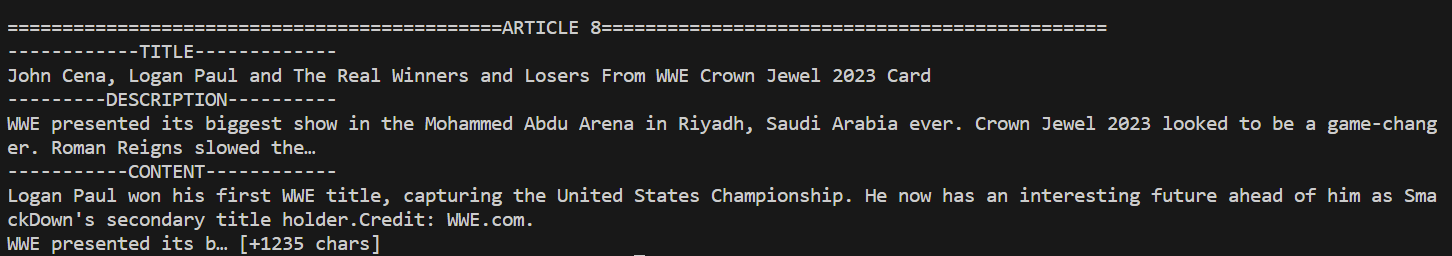 =============================================ARTICLE 8==============================================
------------TITLE-------------
John Cena, Logan Paul and The Real Winners and Losers From WWE Crown Jewel 2023 Card
---------DESCRIPTION----------
WWE presented its biggest show in the Mohammed Abdu Arena in Riyadh, Saudi Arabia ever. Crown Jewel 2023 looked to be a game-chang
er. Roman Reigns slowed the…
-----------CONTENT------------
Logan Paul won his first WWE title, capturing the United States Championship. He now has an interesting future ahead of him as Sma
ckDown's secondary title holder.Credit: WWE.com.
WWE presented its b… [+1235 chars]